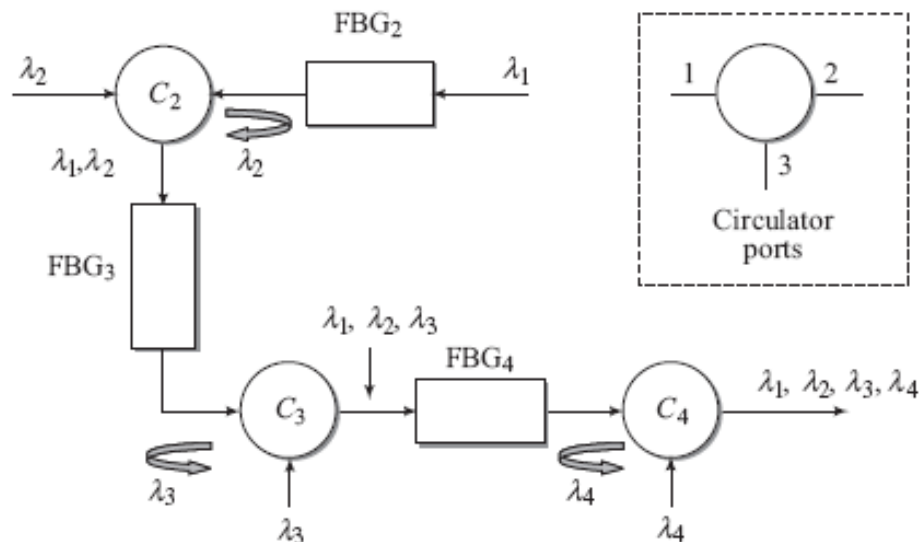 FBG₂
λ₂
C₂
λ₁
1
2
λ₁,λ₂
λ₂
3
Circulator
ports
FBG₃
λ₁, λ₂, λ₃
FBG₄
λ₁, λ₂, λ₃, λ₄
C₃
C₄
λ₃
λ₄
λ₃
λ₄